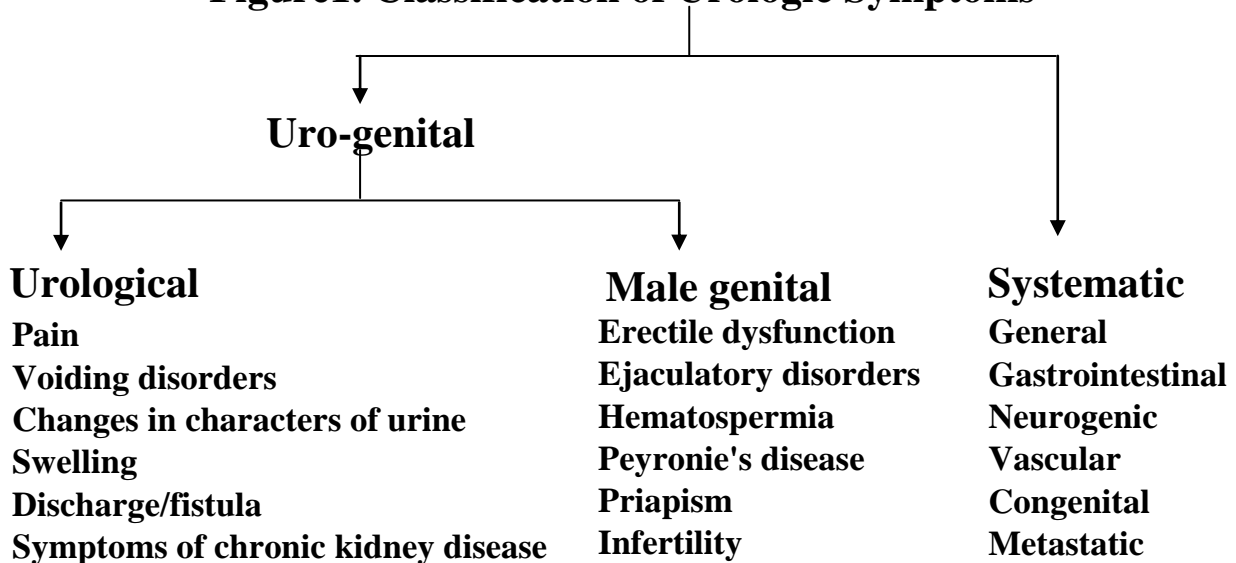 Figure1. Classification of Urologic Symptoms
Uro-genital
Urological
Pain
Voiding disorders
Changes in characters of urine
Swelling
Discharge/fistula
Symptoms of chronic kidney disease
Male genital
Erectile dysfunction
Ejaculatory disorders
Hematospermia
Peyronie's disease
Priapism
Infertility
Systematic
General
Gastrointestinal
Neurogenic
Vascular
Congenital
Metastatic